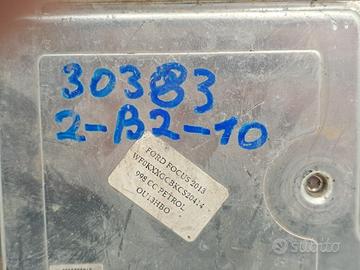 30383
2-B2-10
FORD FOCUS 2013
WF0KXXGCBKCS20414
998 CC PETROL
OU13HBO
subito